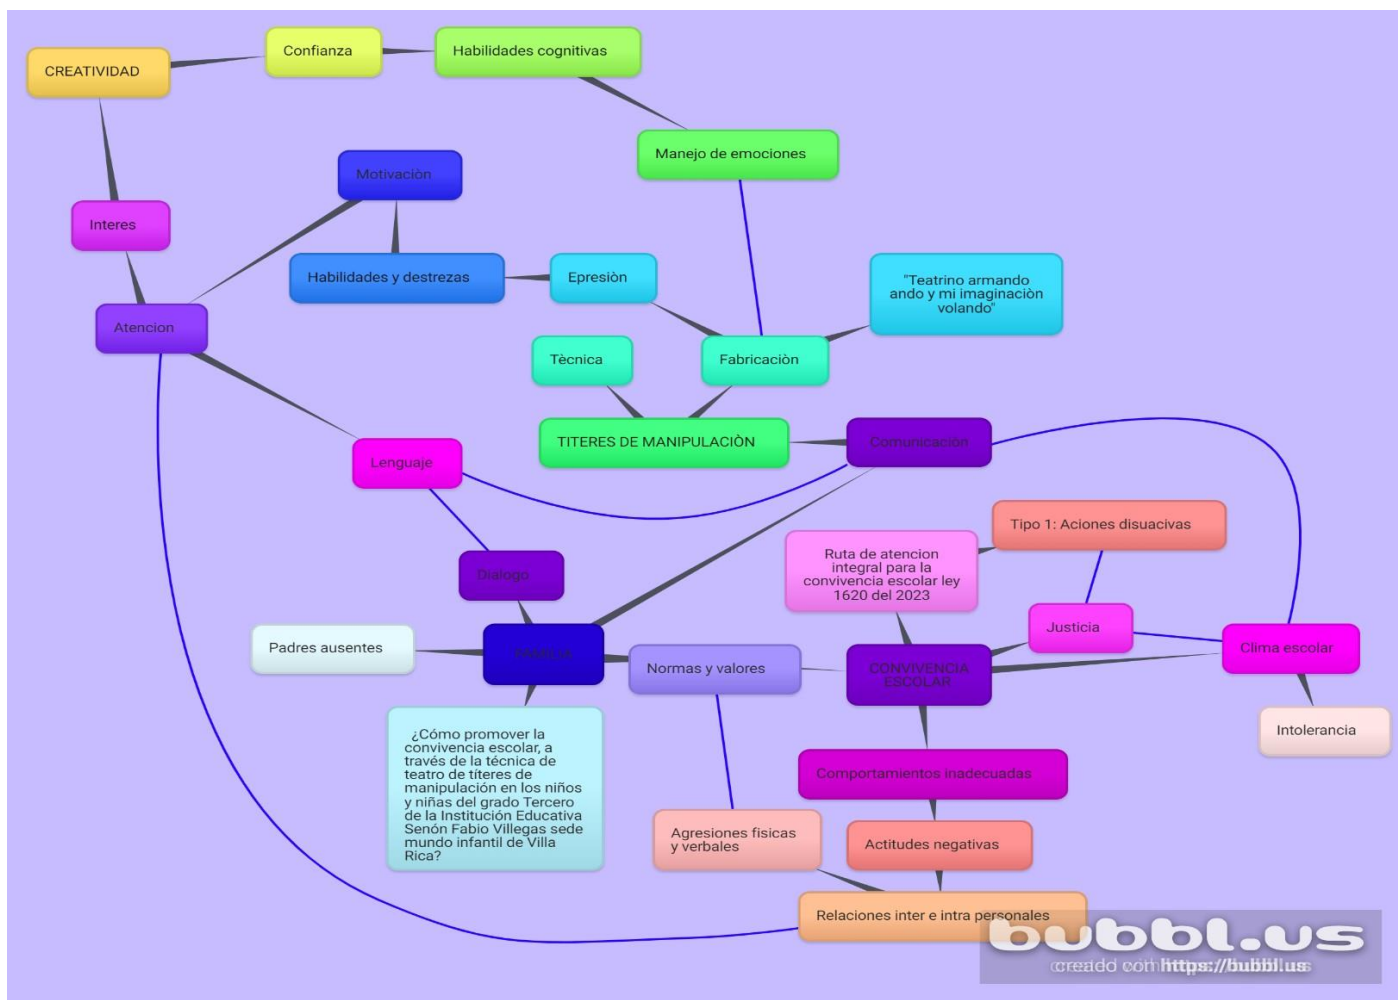 CREATIVIDAD
Confianza
Habilidades cognitivas
Manejo de emociones
Motivaciòn
Interes
Habilidades y destrezas
Epresiòn
"Teatrino armando
ando y mi imaginaciòn
volando"
Atencion
Tècnica
Fabricaciòn
TITERES DE MANIPULACIÒN
Comunicaciòn
Lenguaje
Tipo 1: Aciones disuacivas
Ruta de atencion
integral para la
convivencia escolar ley
1620 del 2023
Dialogo
Justicia
Padres ausentes
FAMILIA
Normas y valores
CONVIVENCIA
ESCOLAR
Clima escolar
¿Cómo promover la
convivencia escolar, a
través de la técnica de
teatro de títeres de
manipulación en los niños
y niñas del grado Tercero
de la Institución Educativa
Senón Fabio Villegas sede
mundo infantil de Villa
Rica?
Intolerancia
Comportamientos inadecuadas
Agresiones fisicas
y verbales
Actitudes negativas
Relaciones inter e intra personales
bubbl.us
https://bubbl.us